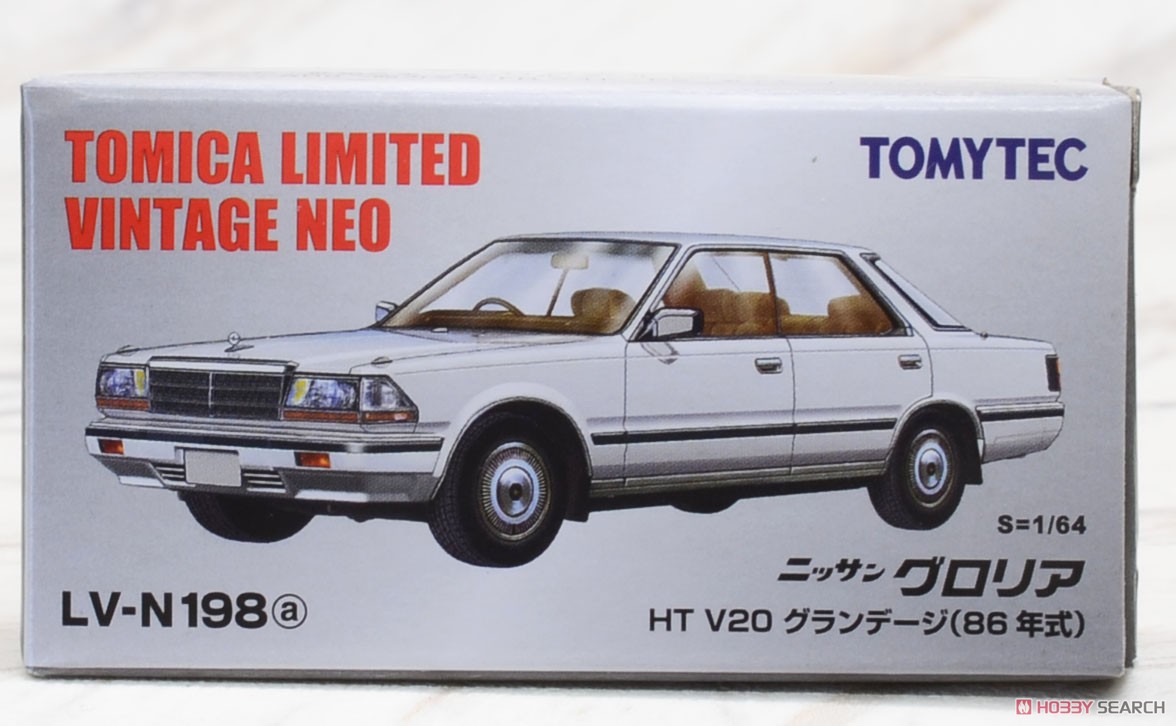 TOMICA LIMITED
VINTAGE NEO
TOMYTEC
S=1/64
ニッサン グロリア
LV-N198ⓐ
HT V20 グランデージ(86年式)
HOBBY SEARCH